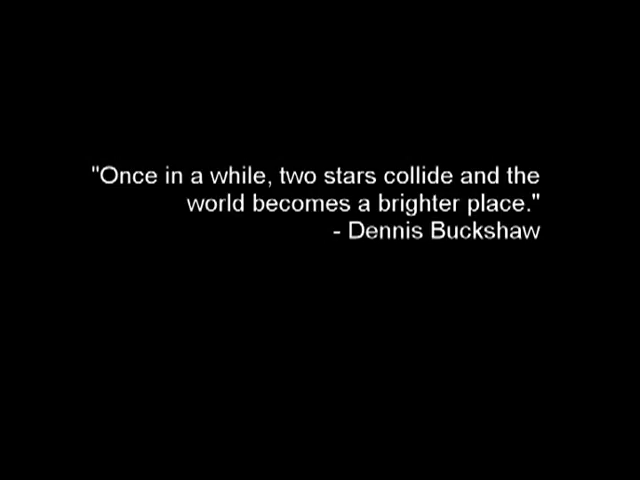 "Once in a while, two stars collide and the
world becomes a brighter place."
- Dennis Buckshaw